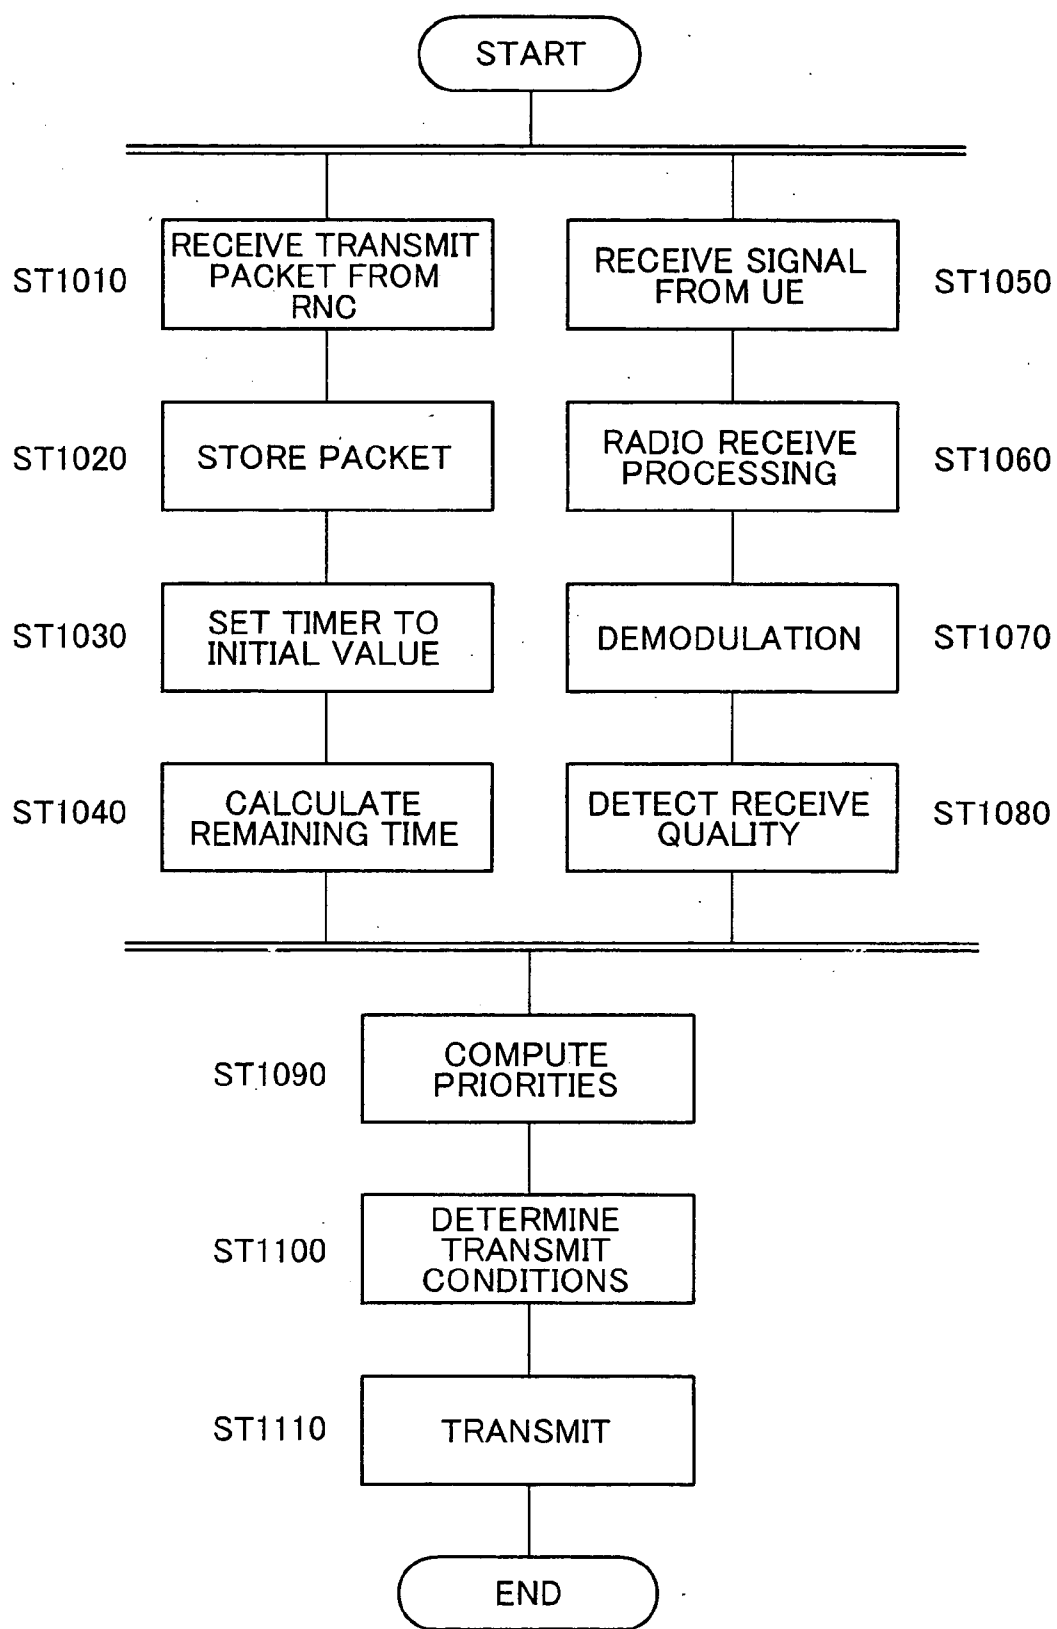 START
ST1010
RECEIVE TRANSMIT
PACKET FROM
RNC
RECEIVE SIGNAL
FROM UE
ST1050
ST1020
STORE PACKET
RADIO RECEIVE
PROCESSING
ST1060
ST1030
SET TIMER TO
INITIAL VALUE
DEMODULATION
ST1070
ST1040
CALCULATE
REMAINING TIME
DETECT RECEIVE
QUALITY
ST1080
ST1090
COMPUTE
PRIORITIES
ST1100
DETERMINE
TRANSMIT
CONDITIONS
ST1110
TRANSMIT
END